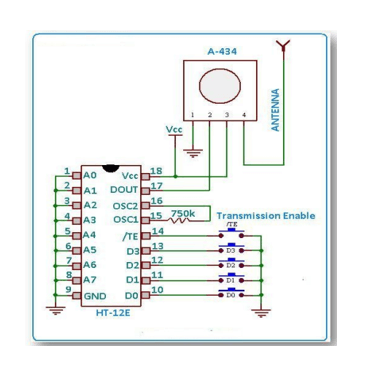 A-434
1 2 3 4
ANTENNA
Vcc
1 A0 Vcc 18
2 A1 DOUT 17
3 A2 OSC2 16
4 A3 OSC1 15 750k
Transmission Enable
5 A4 /TE 14 /TE
6 A5 D3 13 D3
7 A6 D2 12 D2
8 A7 D1 11 D1
9 GND D0 10 D0
HT-12E